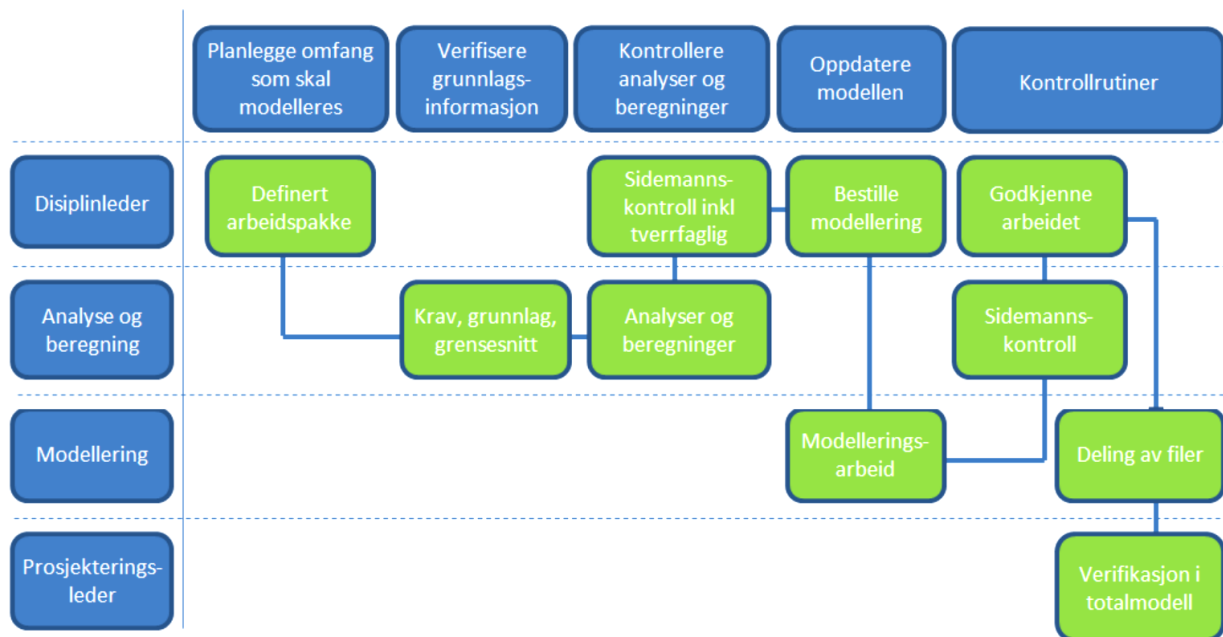 Planlegge omfang
som skal
modelleres
Verifisere
grunnlags-
informasjon
Kontrollere
analyser og
beregninger
Oppdatere
modellen
Kontrollrutiner
Disiplinleder
Definert
arbeidspakke
Sidemanns-
kontroll inkl
tverrfaglig
Bestille
modellering
Godkjenne
arbeidet
Analyse og
beregning
Krav, grunnlag,
grensesnitt
Analyser og
beregninger
Sidemanns-
kontroll
Modellering
Modellerings-
arbeid
Deling av filer
Prosjekterings-
leder
Verifikasjon i
totalmodell